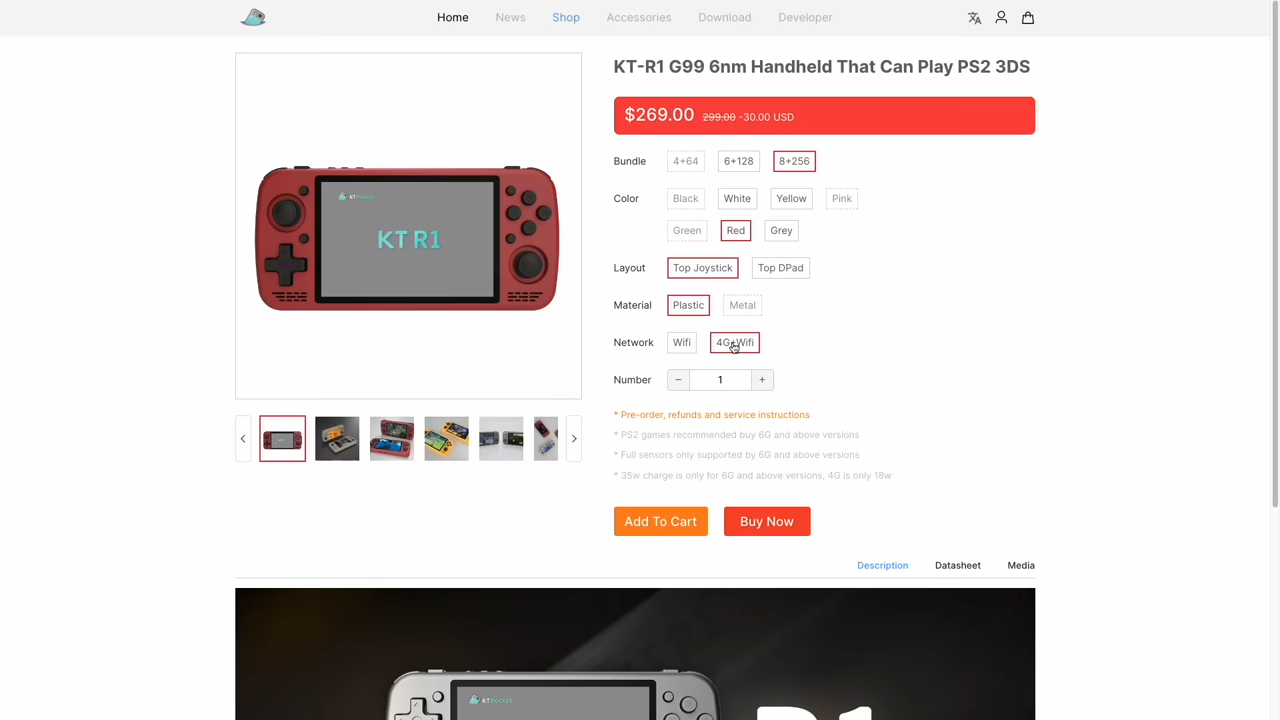 Home News Shop Accessories Download Developer
KT-R1 G99 6nm Handheld That Can Play PS2 3DS
$269.00 299.00 -30.00 USD
Bundle 4+64 6+128 8+256
Color Black White Yellow Pink
Green Red Grey
Layout Top Joystick Top DPad
Material Plastic Metal
Network Wifi 4G+Wifi
Number − 1 +
* Pre-order, refunds and service instructions
* PS2 games recommended buy 6G and above versions
* Full sensors only supported by 6G and above versions
* 35w charge is only for 6G and above versions, 4G is only 18w
KT Pocket
KT R1
Add To Cart Buy Now
Description Datasheet Media
KT Pocket